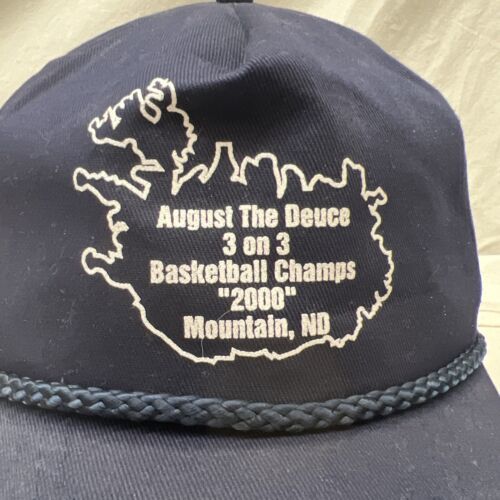 August The Deuce
3 on 3
Basketball Champs
"2000"
Mountain, ND